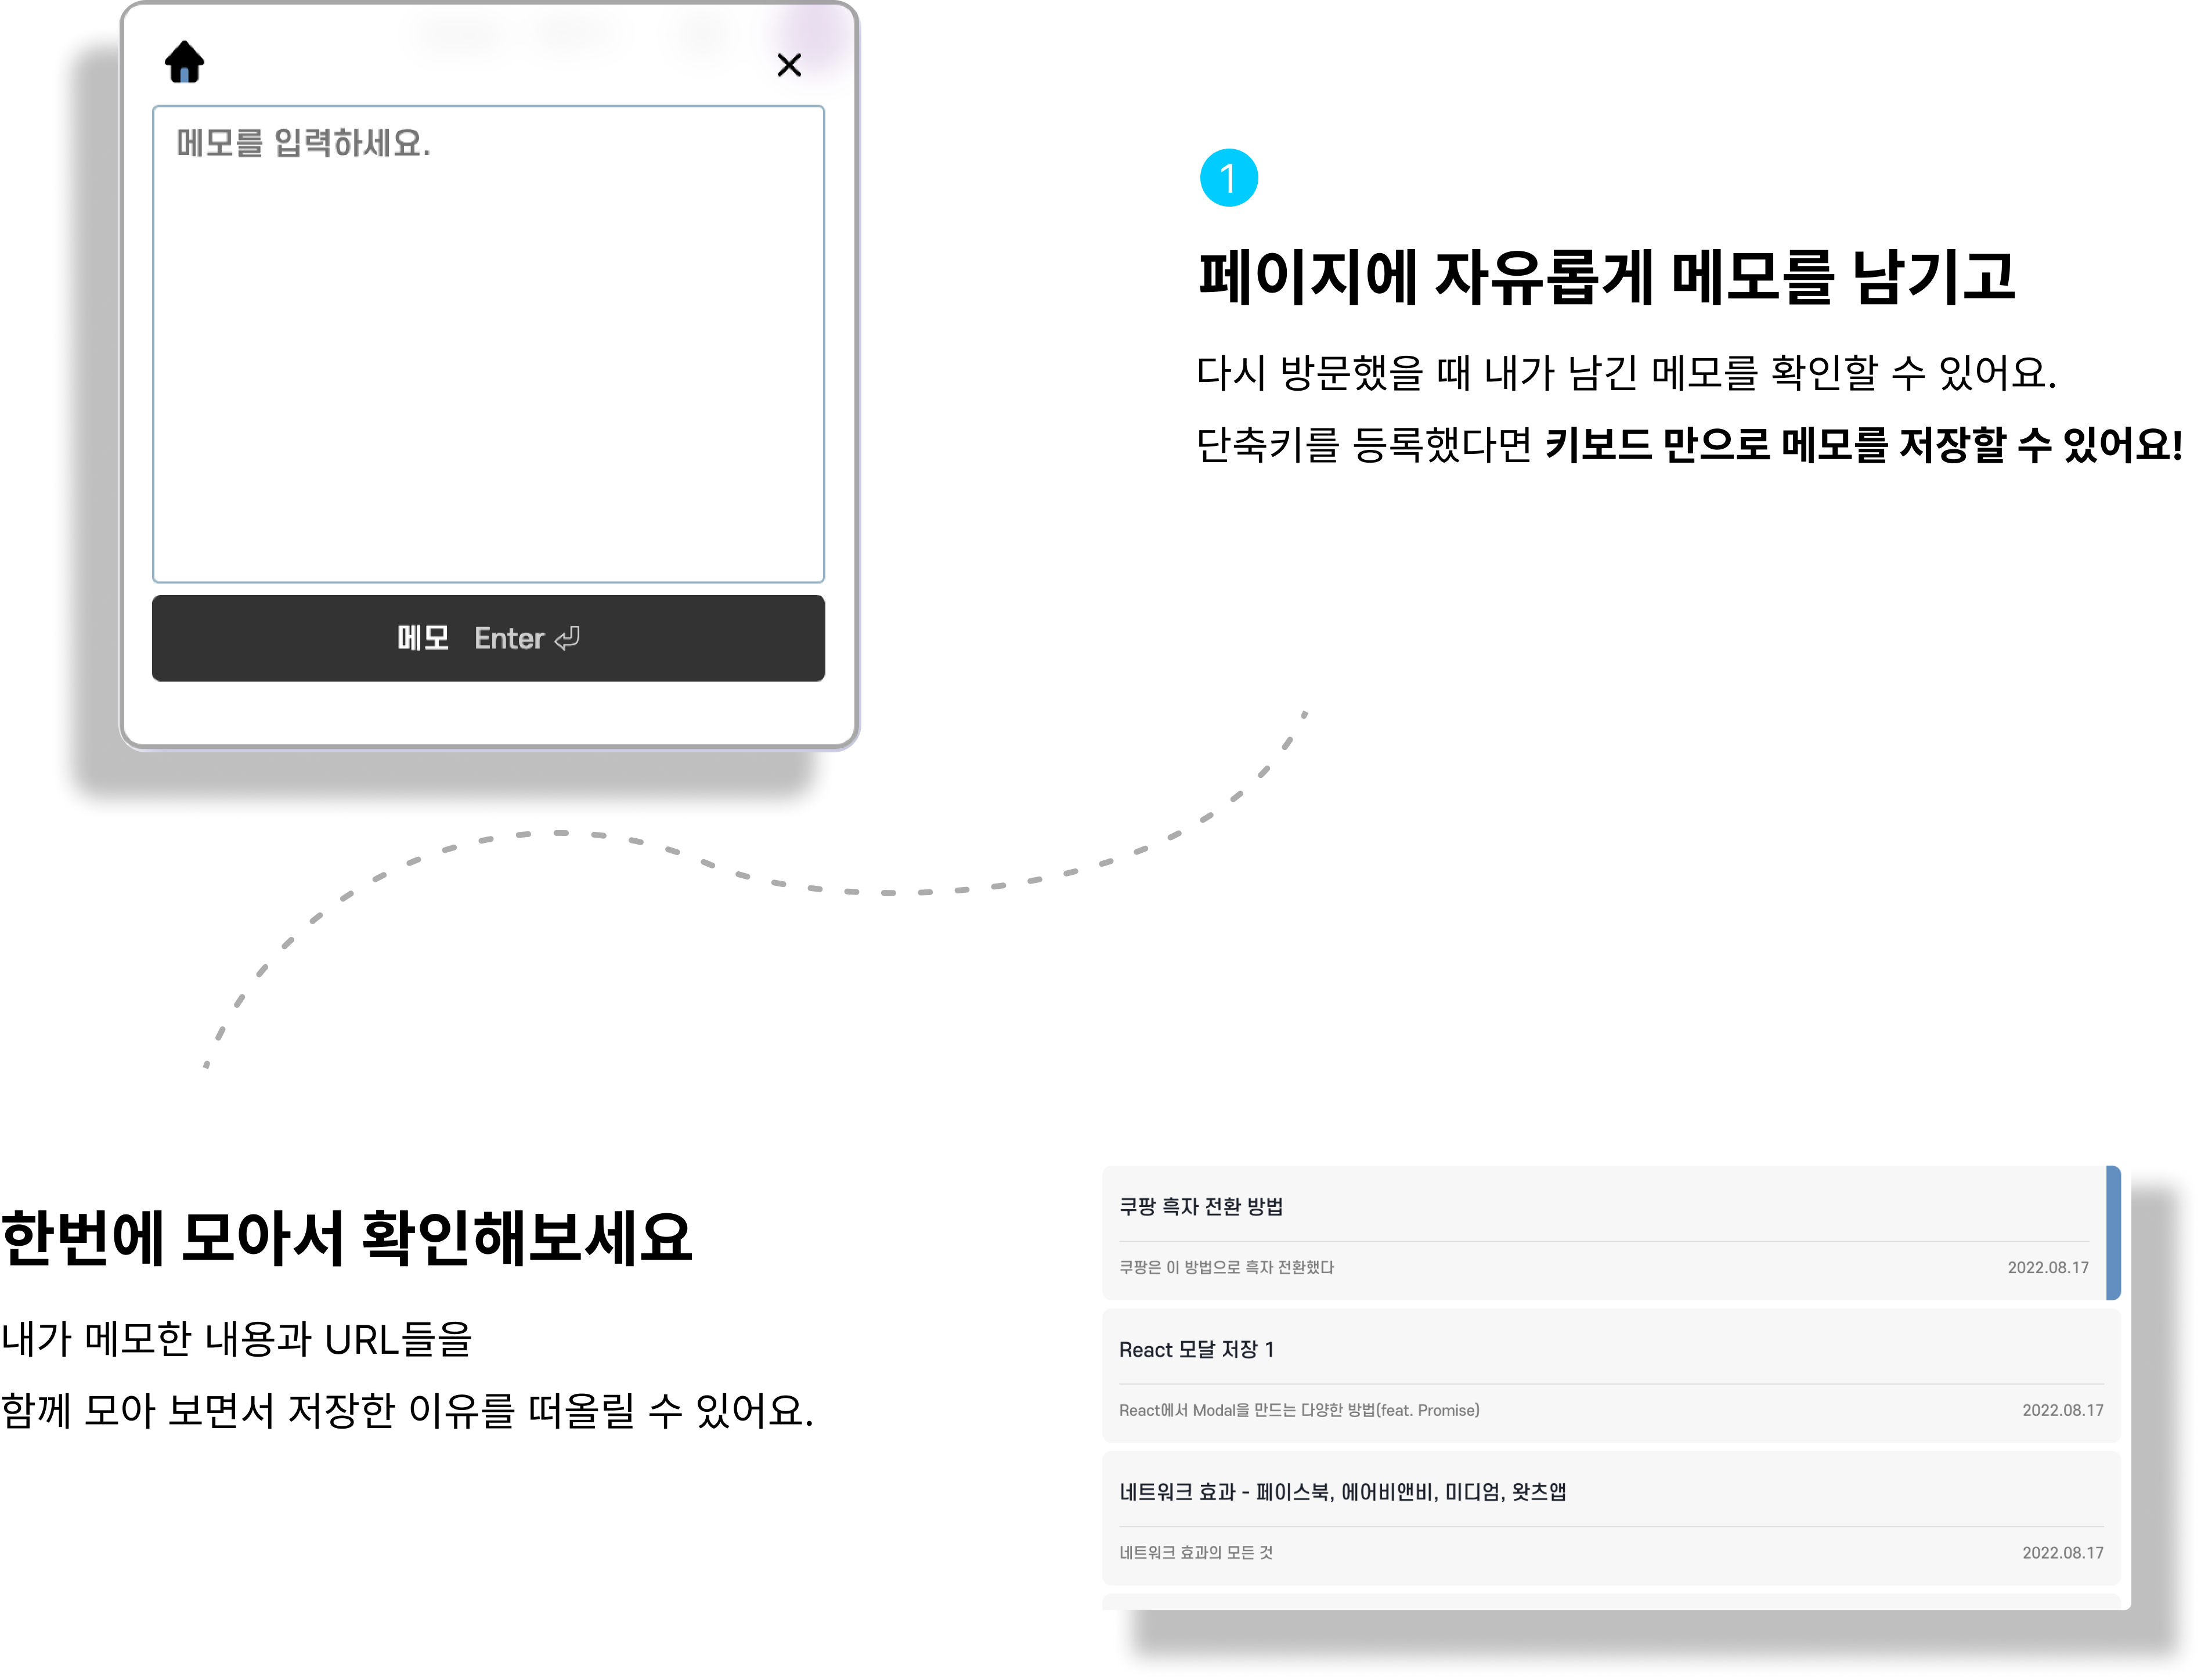 메모를 입력하세요.
메모 Enter
1
페이지에 자유롭게 메모를 남기고
다시 방문했을 때 내가 남긴 메모를 확인할 수 있어요.
단축키를 등록했다면 키보드 만으로 메모를 저장할 수 있어요!
한번에 모아서 확인해보세요
내가 메모한 내용과 URL들을
함께 모아 보면서 저장한 이유를 떠올릴 수 있어요.
쿠팡 흑자 전환 방법
쿠팡은 이 방법으로 흑자 전환했다 2022.08.17
React 모달 저장 1
React에서 Modal을 만드는 다양한 방법(feat. Promise) 2022.08.17
네트워크 효과 - 페이스북, 에어비앤비, 미디엄, 왓츠앱
네트워크 효과의 모든 것 2022.08.17